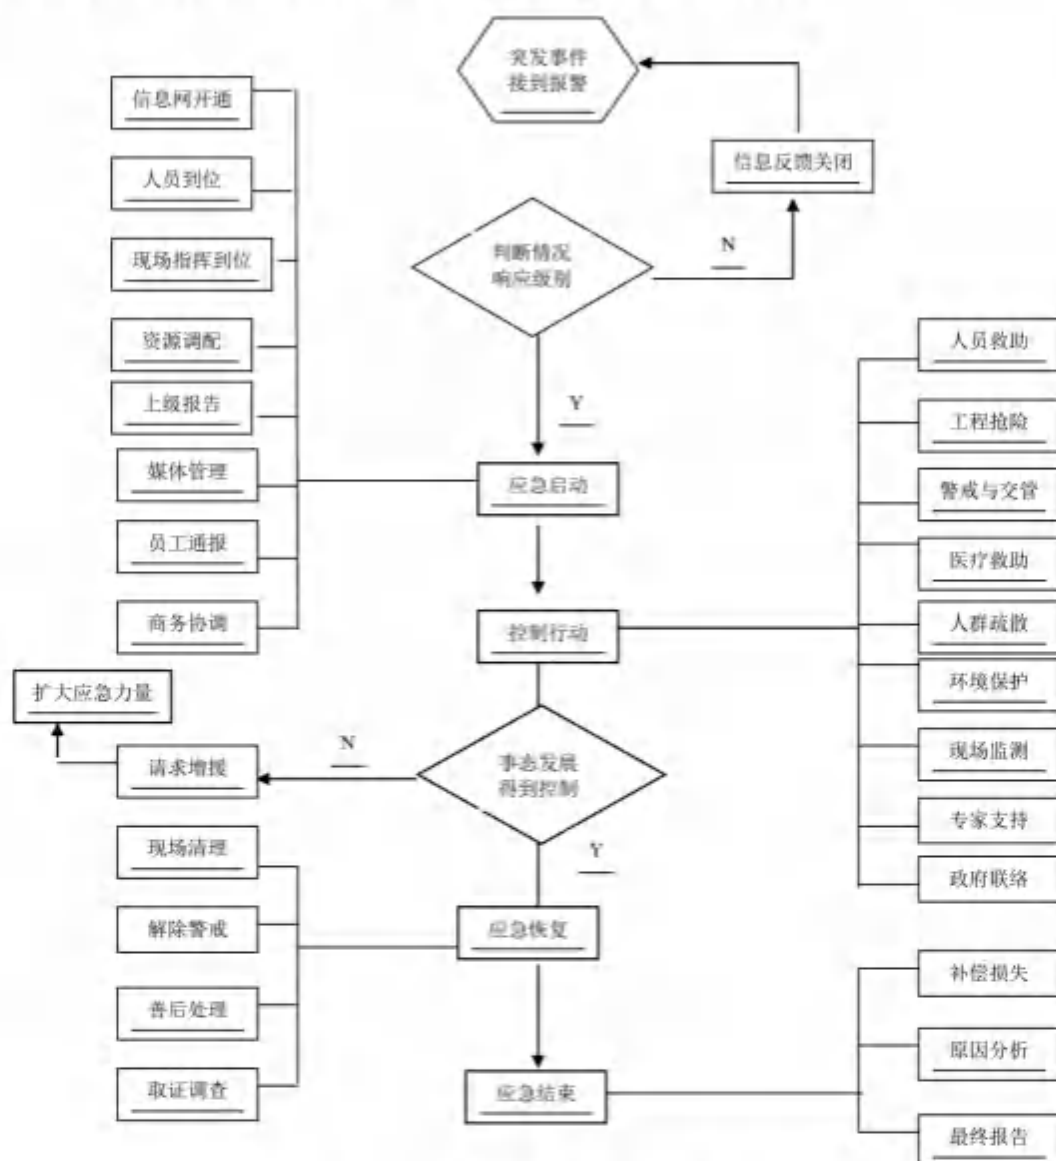 突发事件
接到报警
信息网开通
信息反馈关闭
人员到位
判断情况
响应级别
N
现场指挥到位
资源调配
人员救助
上级报告
Y
工程抢险
媒体管理
应急启动
警戒与交管
员工通报
医疗救助
商务协调
控制行动
人群疏散
扩大应急力量
环境保护
请求增援
N
事态发展
得到控制
现场监测
现场清理
Y
专家支持
政府联络
解除警戒
应急恢复
补偿损失
善后处理
原因分析
取证调查
应急结束
最终报告